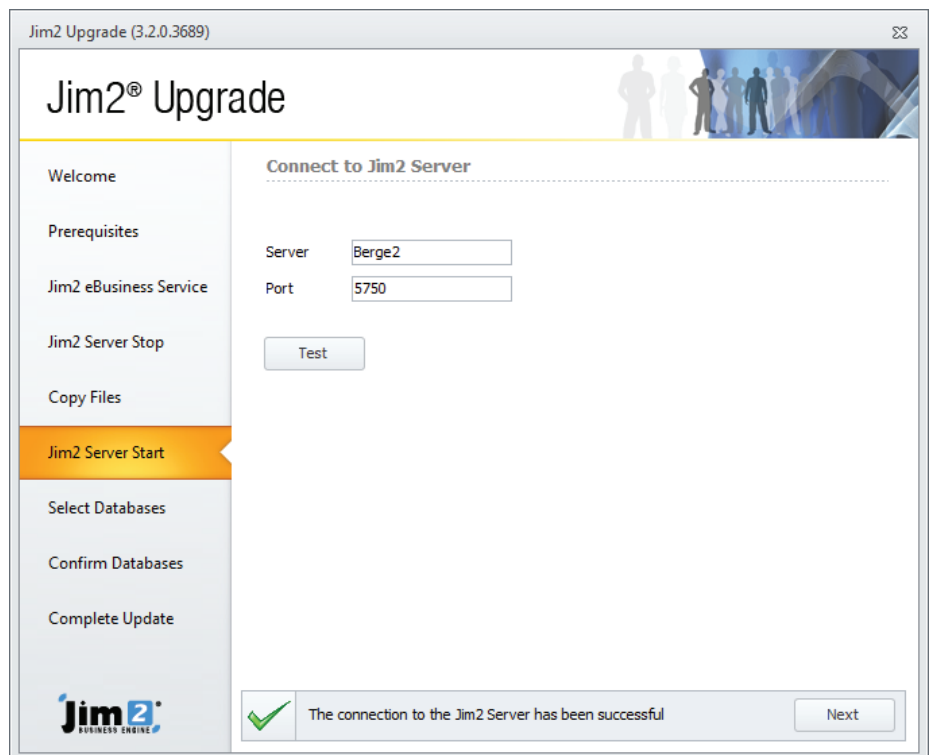 Jim2 Upgrade (3.2.0.3689)
Jim2® Upgrade
Welcome
Prerequisites
Jim2 eBusiness Service
Jim2 Server Stop
Copy Files
Jim2 Server Start
Select Databases
Confirm Databases
Complete Update
Jim2
BUSINESS ENGINE
Connect to Jim2 Server
Server Berge2
Port 5750
Test
The connection to the Jim2 Server has been successful
Next